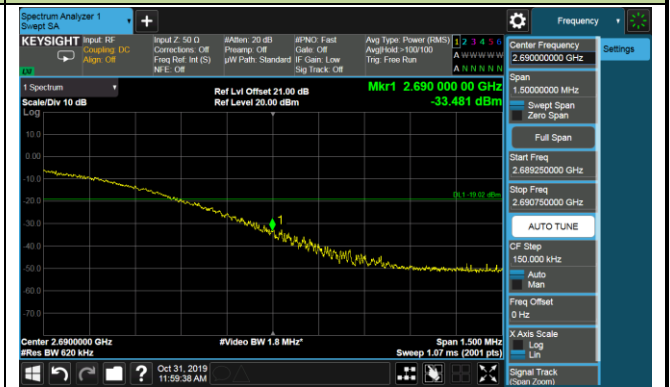 Spectrum Analyzer 1
Swept SA
Frequency
KEYSIGHT
Input: RF
Coupling: DC
Align: Off
Input Z: 50 Ω
Corrections: Off
Freq Ref: Int (S)
NFE: Off
#Atten: 20 dB
Preamp: Off
µW Path: Standard
#PNO: Fast
Gate: Off
IF Gain: Low
Sig Track: Off
Avg Type: Power (RMS)
Avg|Hold:>100/100
Trig: Free Run
1 2 3 4 5 6
A W W W W W
A N N N N N
LXI
Center Frequency
2.690000000 GHz
Settings
Span
1.50000000 MHz
Swept Span
Zero Span
Full Span
Start Freq
2.689250000 GHz
Stop Freq
2.690750000 GHz
AUTO TUNE
CF Step
150.000 kHz
Auto
Man
Freq Offset
0 Hz
X Axis Scale
Log
Lin
Signal Track
(Span Zoom)
1 Spectrum
Scale/Div 10 dB
Log
Ref Lvl Offset 21.00 dB
Ref Level 20.00 dBm
Mkr1 2.690 000 00 GHz
-33.481 dBm
10.0
0.00
-10.0
-20.0
-30.0
-40.0
-50.0
-60.0
-70.0
DL1 -19.02 dBm
1
Center 2.6900000 GHz
#Res BW 620 kHz
#Video BW 1.8 MHz*
Span 1.500 MHz
Sweep 1.07 ms (2001 pts)
?
Oct 31, 2019
11:59:38 AM